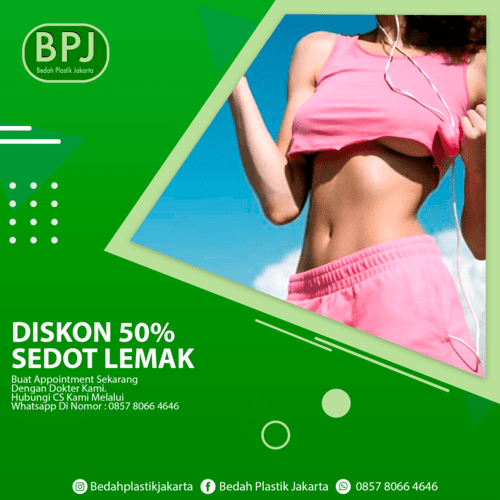 BPJ
Bedah Plastik Jakarta
DISKON 50%
SEDOT LEMAK
Buat Appointment Sekarang
Dengan Dokter Kami.
Hubungi CS Kami Melalui
Whatsapp Di Nomor : 0857 8066 4646
Bedahplastikjakarta Bedah Plastik Jakarta 0857 8066 4646